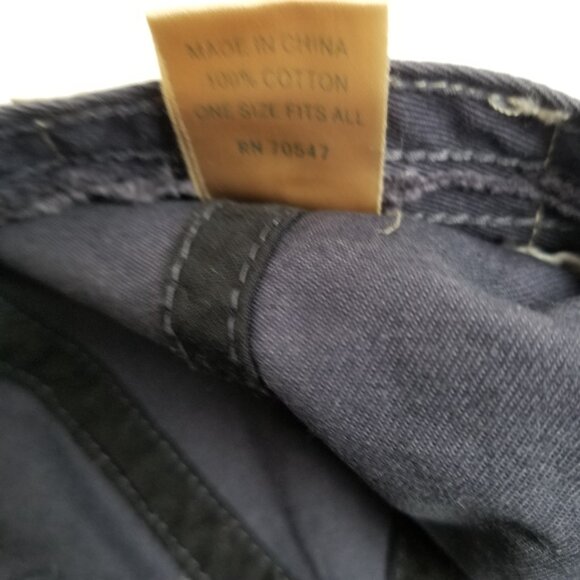 MADE IN CHINA
100% COTTON
ONE SIZE FITS ALL
RN 70547